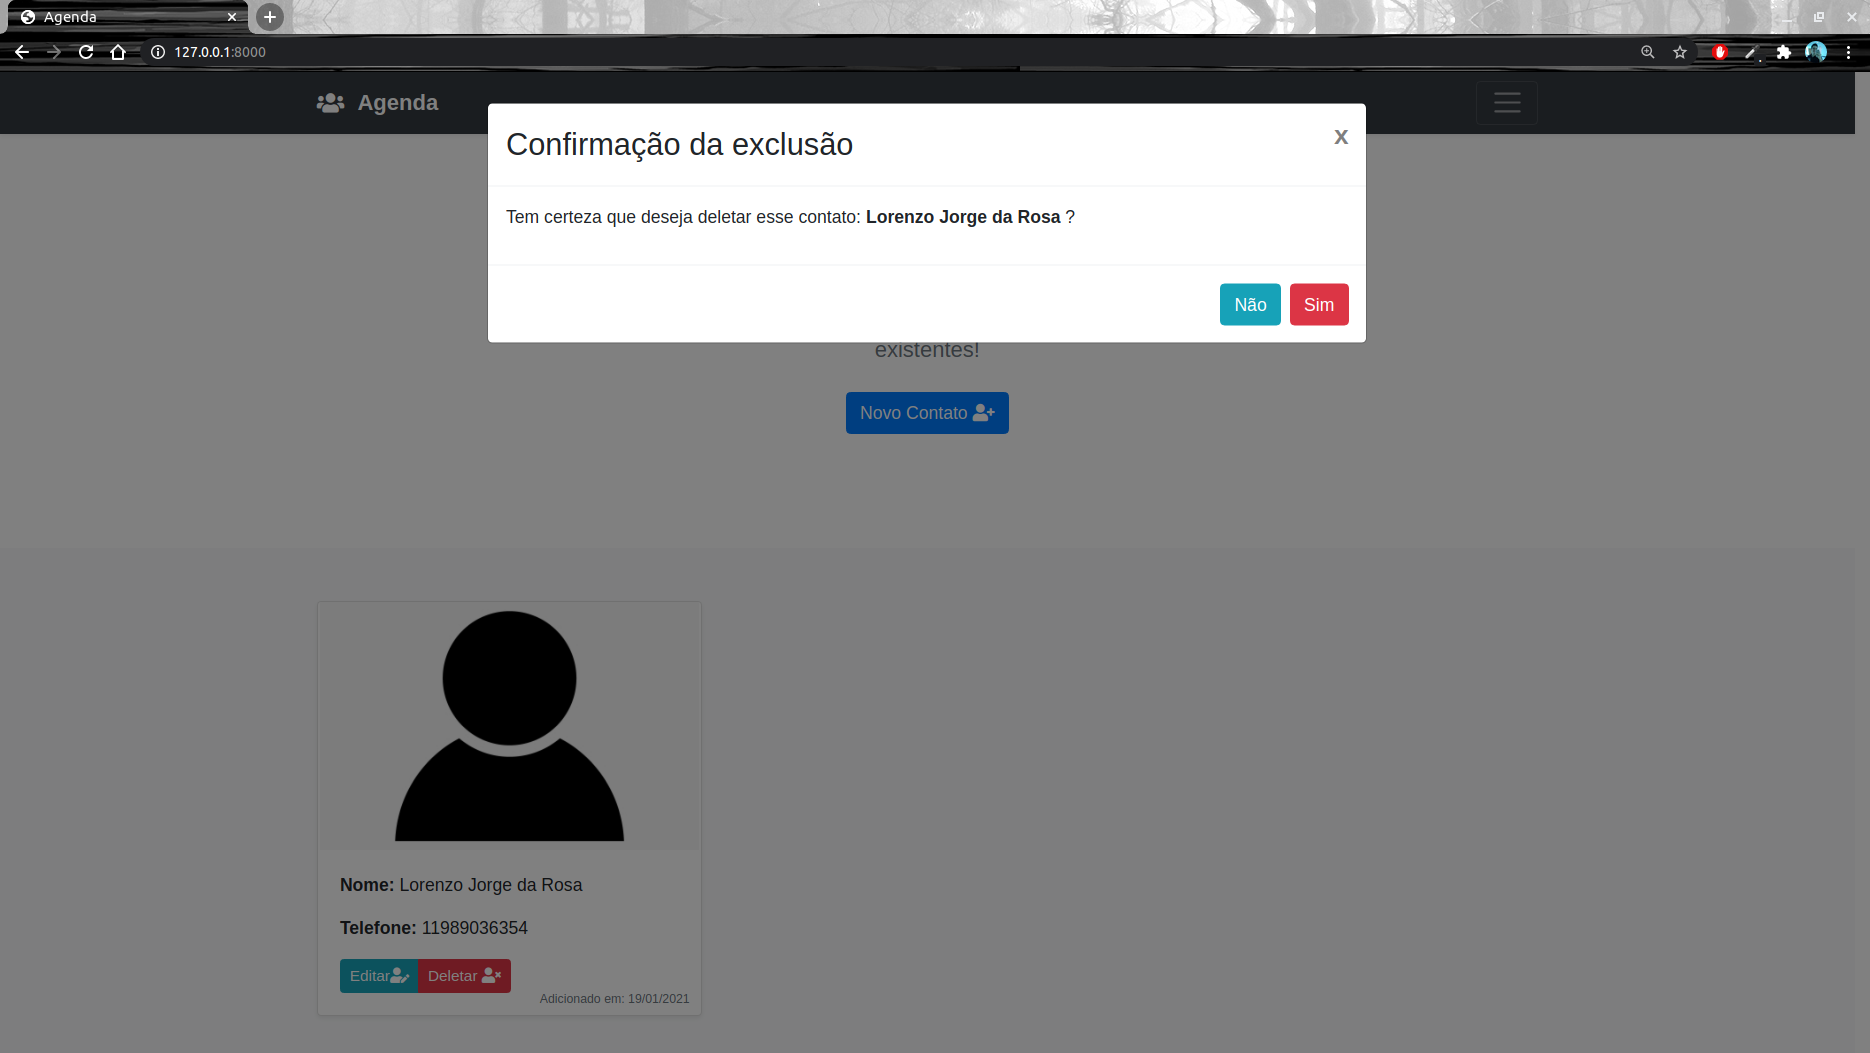 Agenda
127.0.0.1:8000
Agenda
Confirmação da exclusão
x
Tem certeza que deseja deletar esse contato: Lorenzo Jorge da Rosa ?
Não Sim
existentes!
Novo Contato
Nome: Lorenzo Jorge da Rosa
Telefone: 11989036354
Editar Deletar
Adicionado em: 19/01/2021